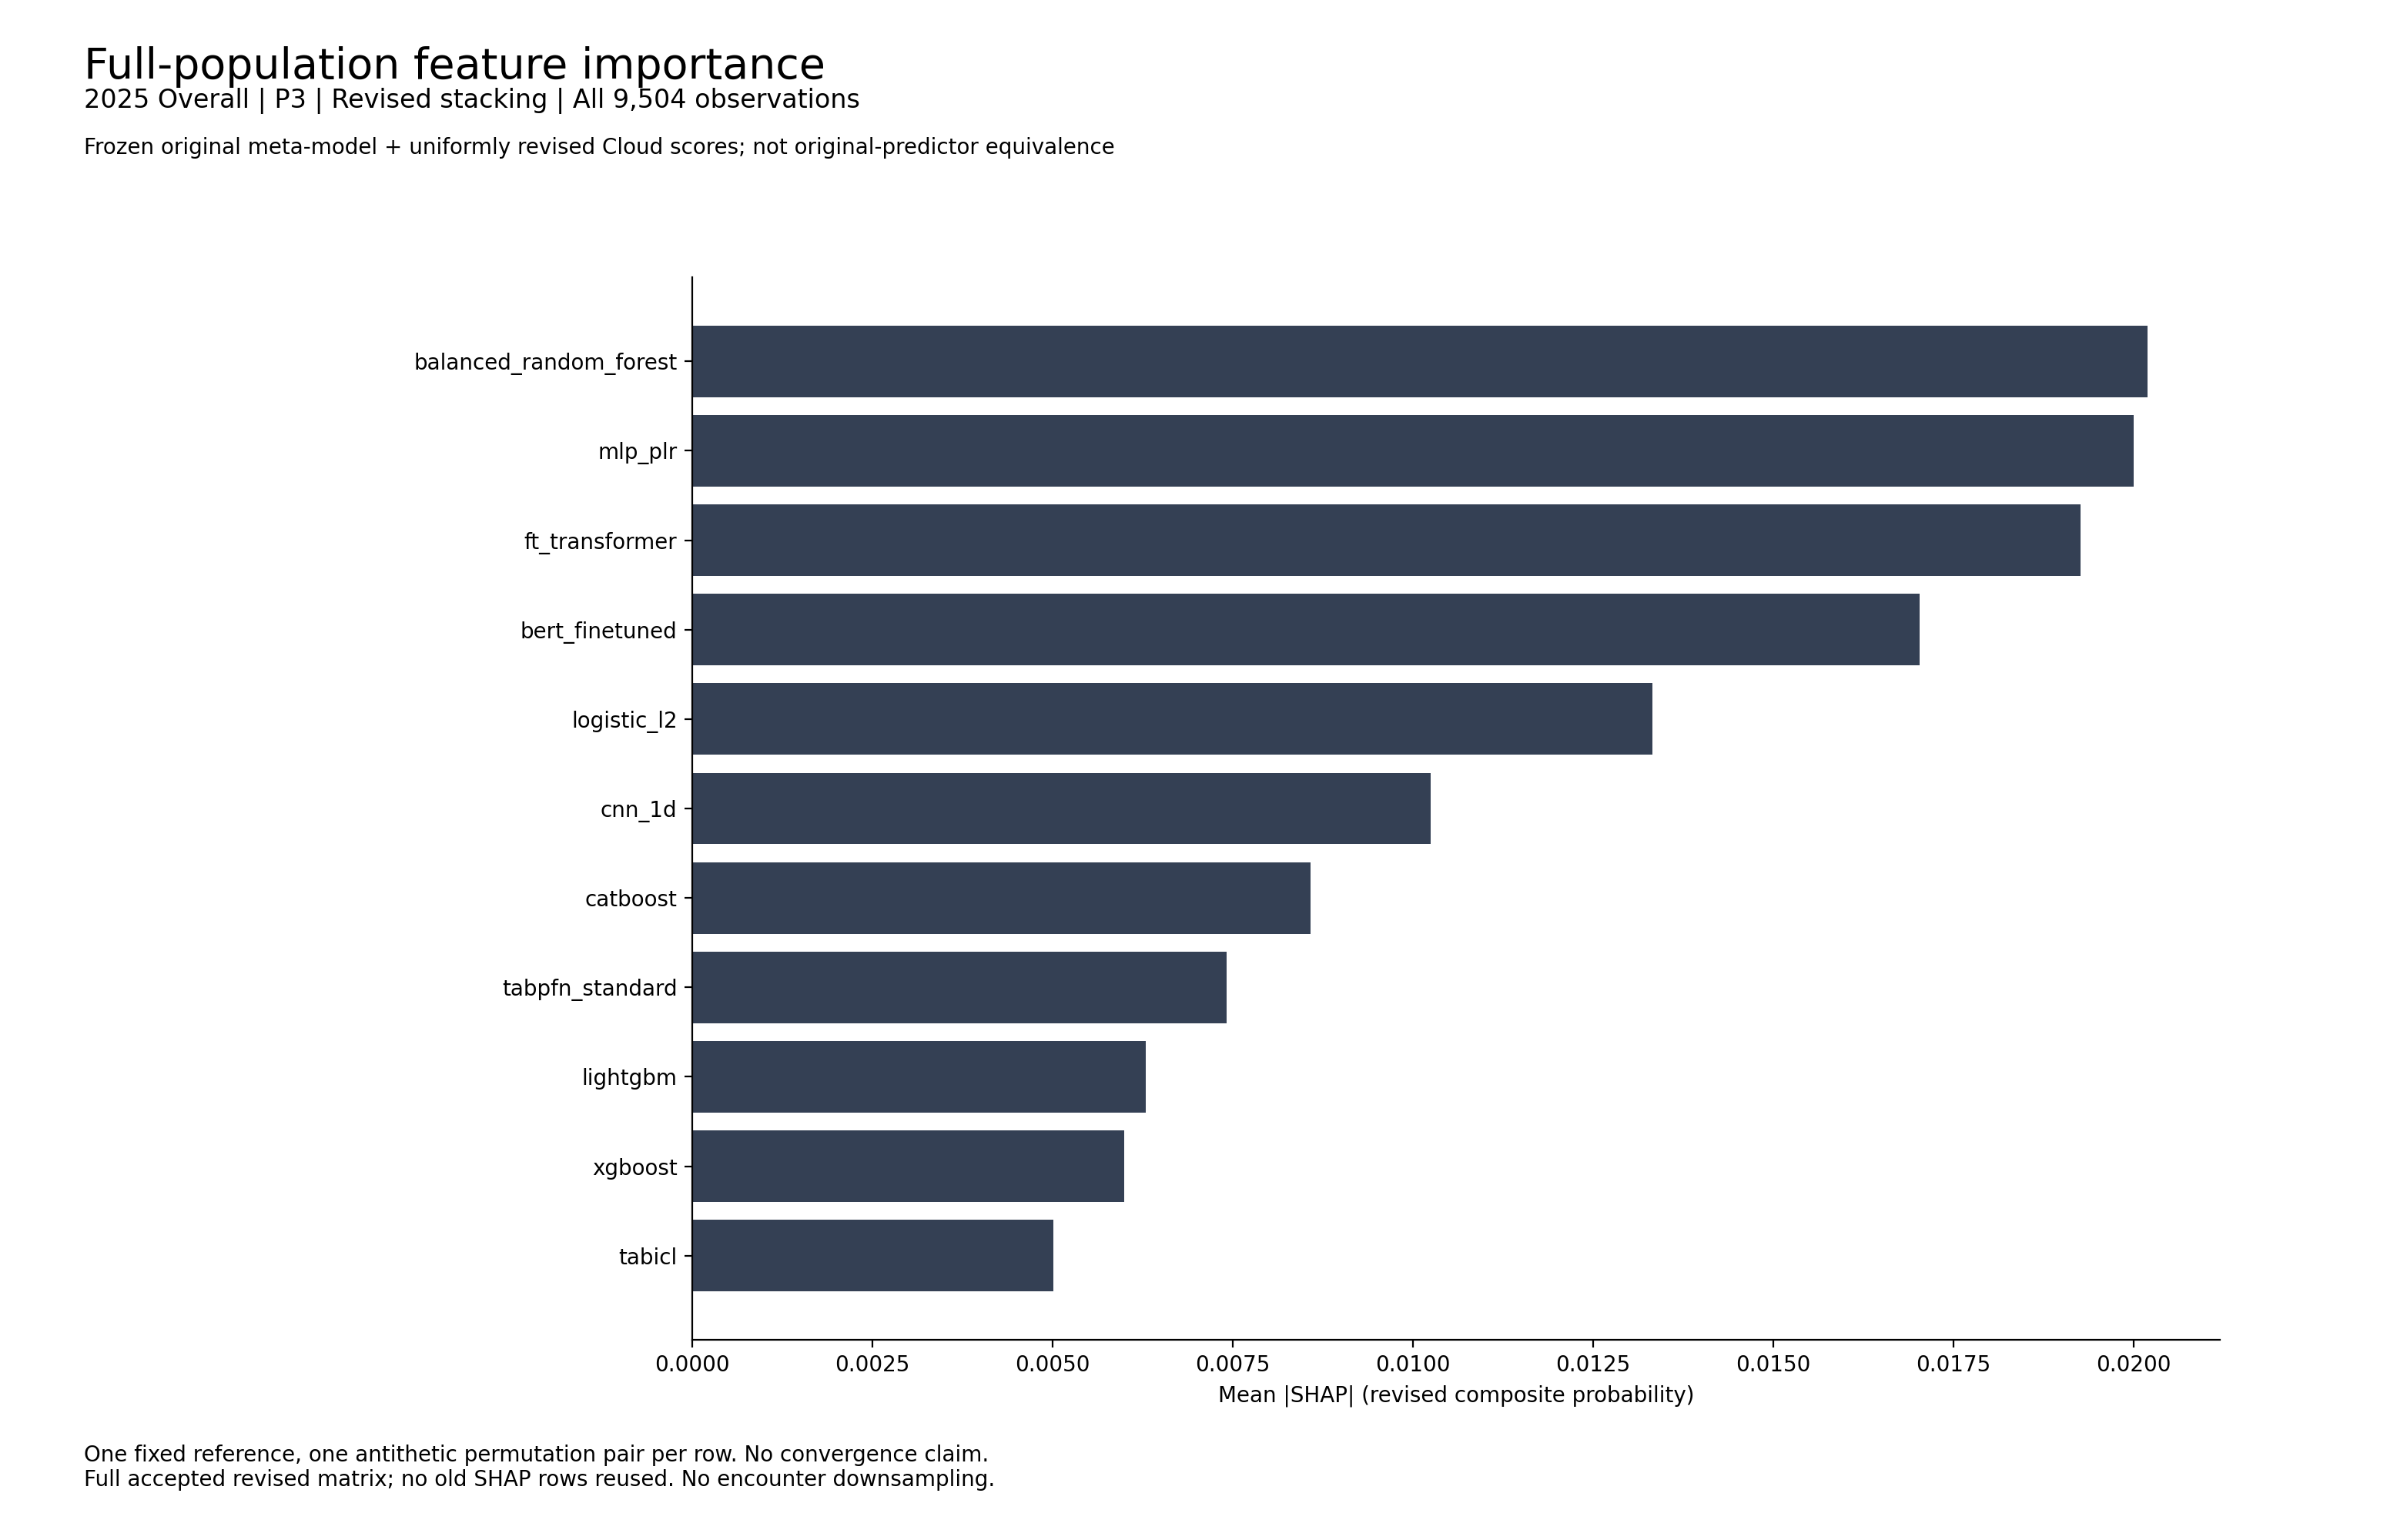 Full-population feature importance
2025 Overall | P3 | Revised stacking | All 9,504 observations
Frozen original meta-model + uniformly revised Cloud scores; not original-predictor equivalence
balanced_random_forest
mlp_plr
ft_transformer
bert_finetuned
logistic_l2
cnn_1d
catboost
tabpfn_standard
lightgbm
xgboost
tabicl
0.0000 0.0025 0.0050 0.0075 0.0100 0.0125 0.0150 0.0175 0.0200
Mean |SHAP| (revised composite probability)
One fixed reference, one antithetic permutation pair per row. No convergence claim.
Full accepted revised matrix; no old SHAP rows reused. No encounter downsampling.